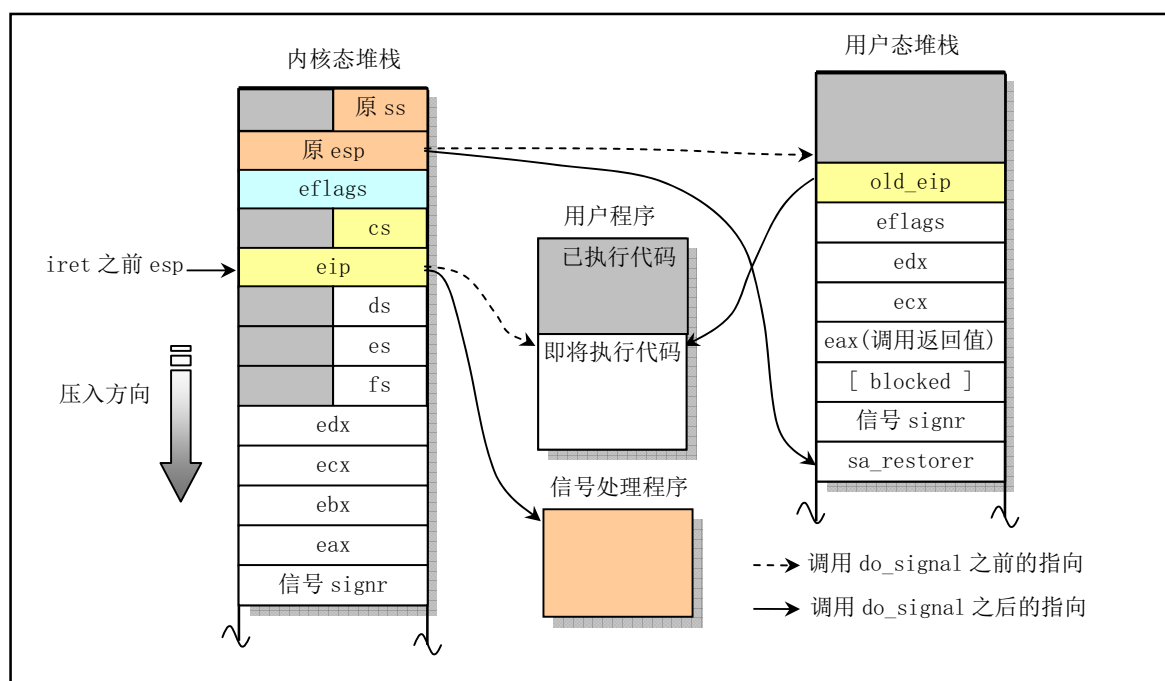 内核态堆栈
原 ss
原 esp
eflags
cs
eip
ds
es
fs
edx
ecx
ebx
eax
信号 signr
iret 之前 esp
压入方向
用户程序
已执行代码
即将执行代码
信号处理程序
用户态堆栈
old_eip
eflags
edx
ecx
eax(调用返回值)
[ blocked ]
信号 signr
sa_restorer
调用 do_signal 之前的指向
调用 do_signal 之后的指向